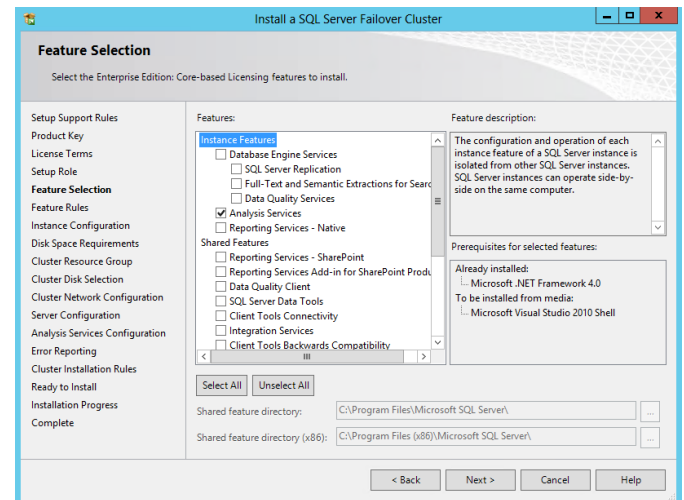 Install a SQL Server Failover Cluster
Feature Selection
Select the Enterprise Edition: Core-based Licensing features to install.
Setup Support Rules
Product Key
License Terms
Setup Role
Feature Selection
Feature Rules
Instance Configuration
Disk Space Requirements
Cluster Resource Group
Cluster Disk Selection
Cluster Network Configuration
Server Configuration
Analysis Services Configuration
Error Reporting
Cluster Installation Rules
Ready to Install
Installation Progress
Complete
Features:
Instance Features
Database Engine Services
SQL Server Replication
Full-Text and Semantic Extractions for Searc
Data Quality Services
Analysis Services
Reporting Services - Native
Shared Features
Reporting Services - SharePoint
Reporting Services Add-in for SharePoint Produ
Data Quality Client
SQL Server Data Tools
Client Tools Connectivity
Integration Services
Client Tools Backwards Compatibility
Feature description:
The configuration and operation of each
instance feature of a SQL Server instance is
isolated from other SQL Server instances.
SQL Server instances can operate side-by-
side on the same computer.
Prerequisites for selected features:
Already installed:
Microsoft .NET Framework 4.0
To be installed from media:
Microsoft Visual Studio 2010 Shell
Select All
Unselect All
Shared feature directory:
C:\Program Files\Microsoft SQL Server\
...
Shared feature directory (x86):
C:\Program Files (x86)\Microsoft SQL Server\
...
< Back
Next >
Cancel
Help